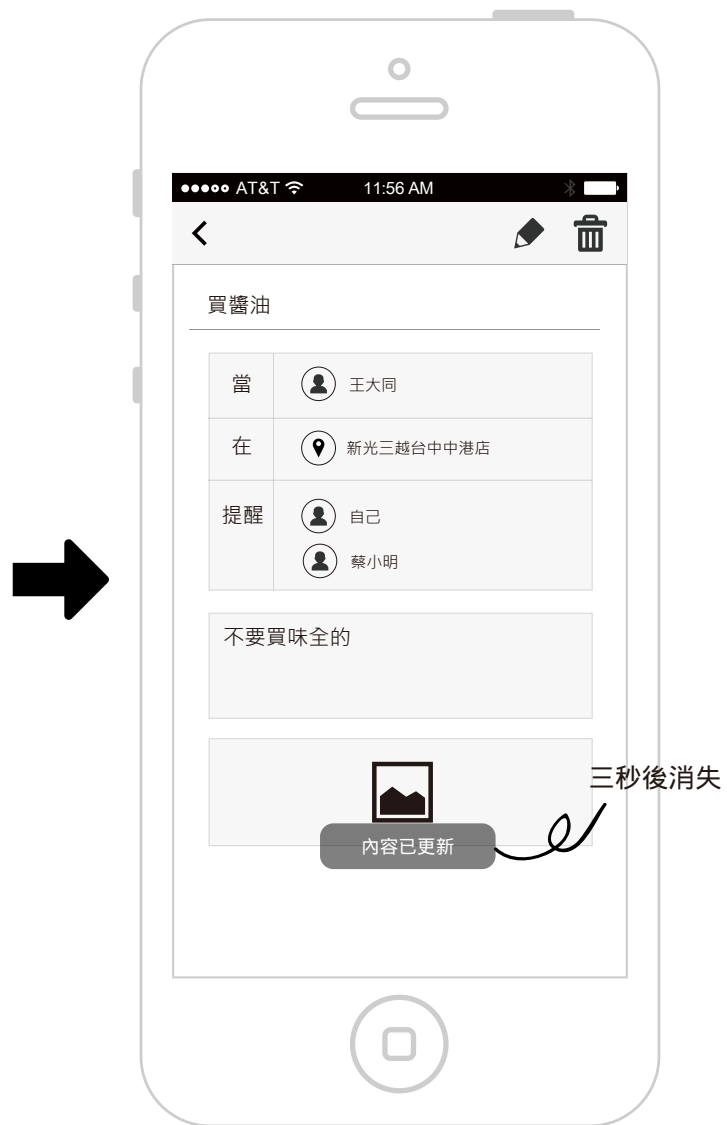 AT&T 11:56 AM
買醬油
當 王大同
在 新光三越台中中港店
提醒 自己
蔡小明
不要買味全的
三秒後消失
內容已更新